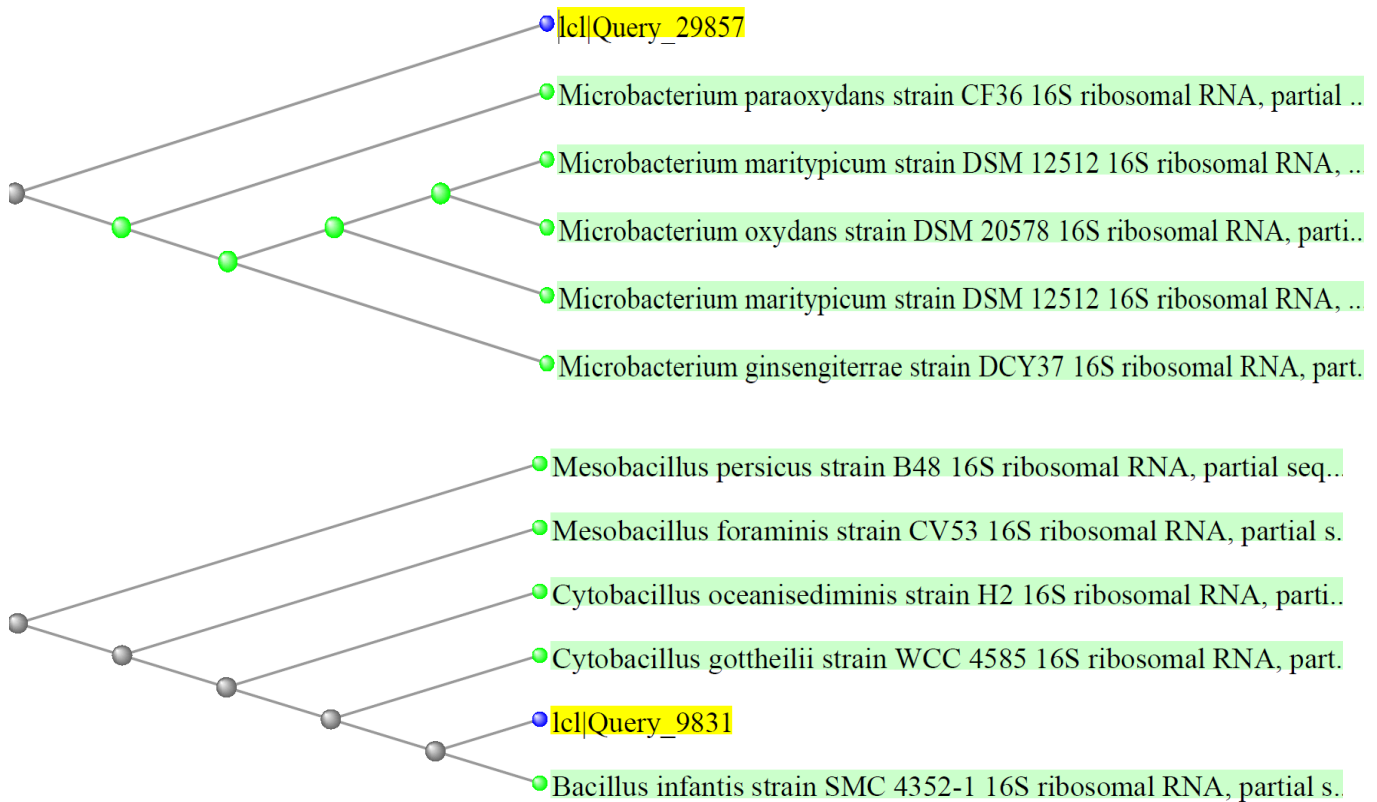 lcl|Query_29857
Microbacterium paraoxydans strain CF36 16S ribosomal RNA, partial ..
Microbacterium maritypicum strain DSM 12512 16S ribosomal RNA, ...
Microbacterium oxydans strain DSM 20578 16S ribosomal RNA, parti..
Microbacterium maritypicum strain DSM 12512 16S ribosomal RNA, ...
Microbacterium ginsengiterrae strain DCY37 16S ribosomal RNA, part.
Mesobacillus persicus strain B48 16S ribosomal RNA, partial seq...
Mesobacillus foraminis strain CV53 16S ribosomal RNA, partial s.
Cytobacillus oceanisediminis strain H2 16S ribosomal RNA, parti..
Cytobacillus gottheilii strain WCC 4585 16S ribosomal RNA, part.
lcl|Query_9831
Bacillus infantis strain SMC 4352-1 16S ribosomal RNA, partial s..